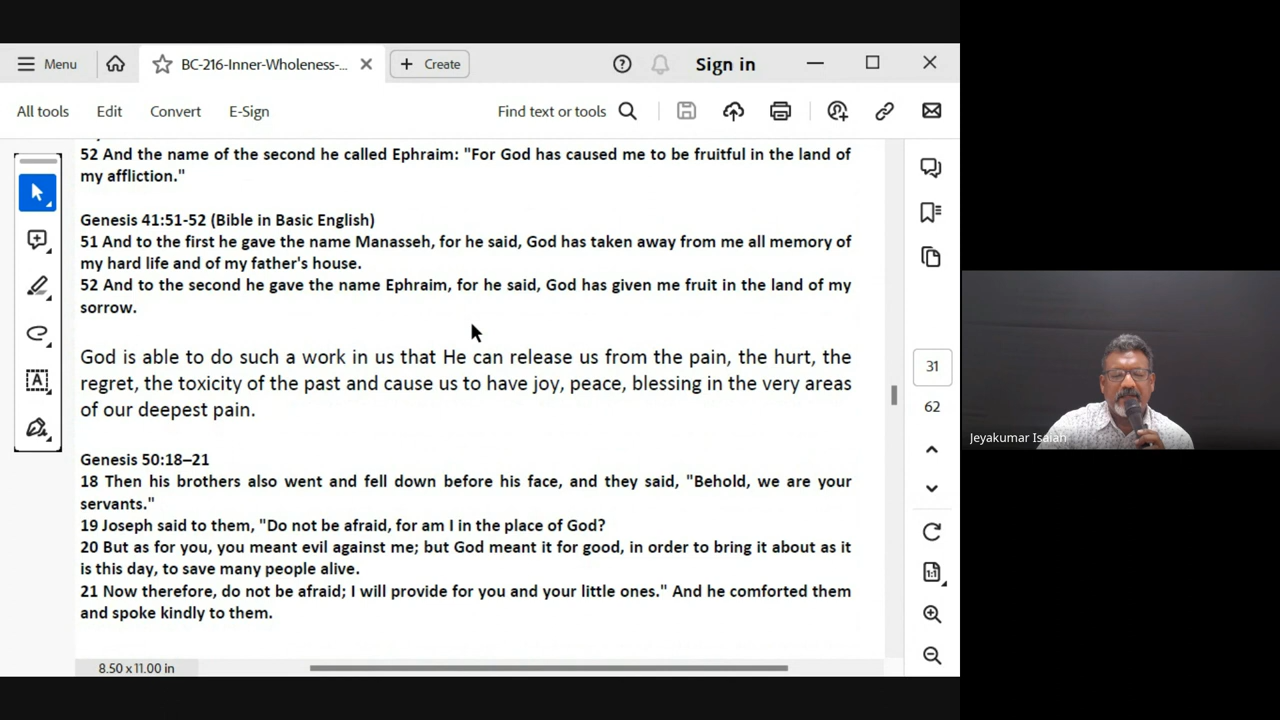 Menu
BC-216-Inner-Wholeness-...
Create
Sign in
All tools
Edit
Convert
E-Sign
Find text or tools
52 And the name of the second he called Ephraim: "For God has caused me to be fruitful in the land of
my affliction."
Genesis 41:51-52 (Bible in Basic English)
51 And to the first he gave the name Manasseh, for he said, God has taken away from me all memory of
my hard life and of my father's house.
52 And to the second he gave the name Ephraim, for he said, God has given me fruit in the land of my
sorrow.
God is able to do such a work in us that He can release us from the pain, the hurt, the
regret, the toxicity of the past and cause us to have joy, peace, blessing in the very areas
of our deepest pain.
Genesis 50:18–21
18 Then his brothers also went and fell down before his face, and they said, "Behold, we are your
servants."
19 Joseph said to them, "Do not be afraid, for am I in the place of God?
20 But as for you, you meant evil against me; but God meant it for good, in order to bring it about as it
is this day, to save many people alive.
21 Now therefore, do not be afraid; I will provide for you and your little ones." And he comforted them
and spoke kindly to them.
8.50 x 11.00 in
31
62
1:1
Jeyakumar Isaiah